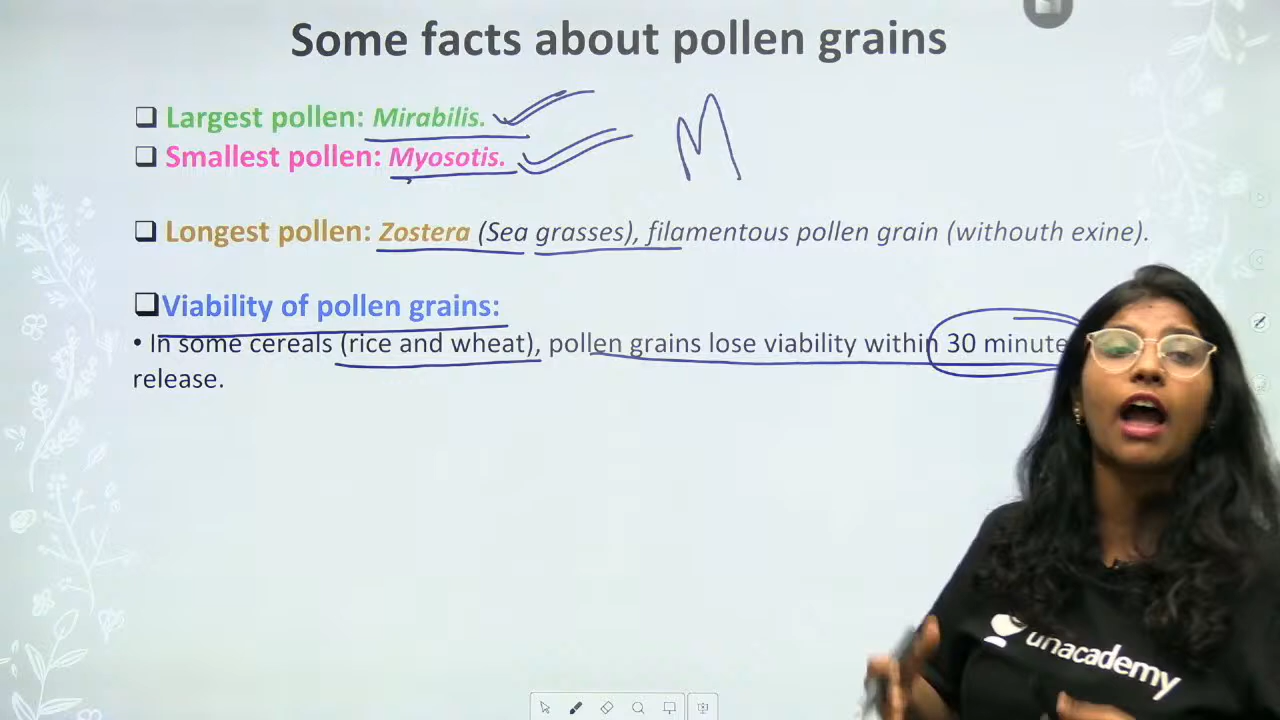 Some facts about pollen grains
❑ Largest pollen: Mirabilis.
❑ Smallest pollen: Myosotis.
M
❑ Longest pollen: Zostera (Sea grasses), filamentous pollen grain (withouth exine).
❑ Viability of pollen grains:
• In some cereals (rice and wheat), pollen grains lose viability within 30 minute
release.
unacademy